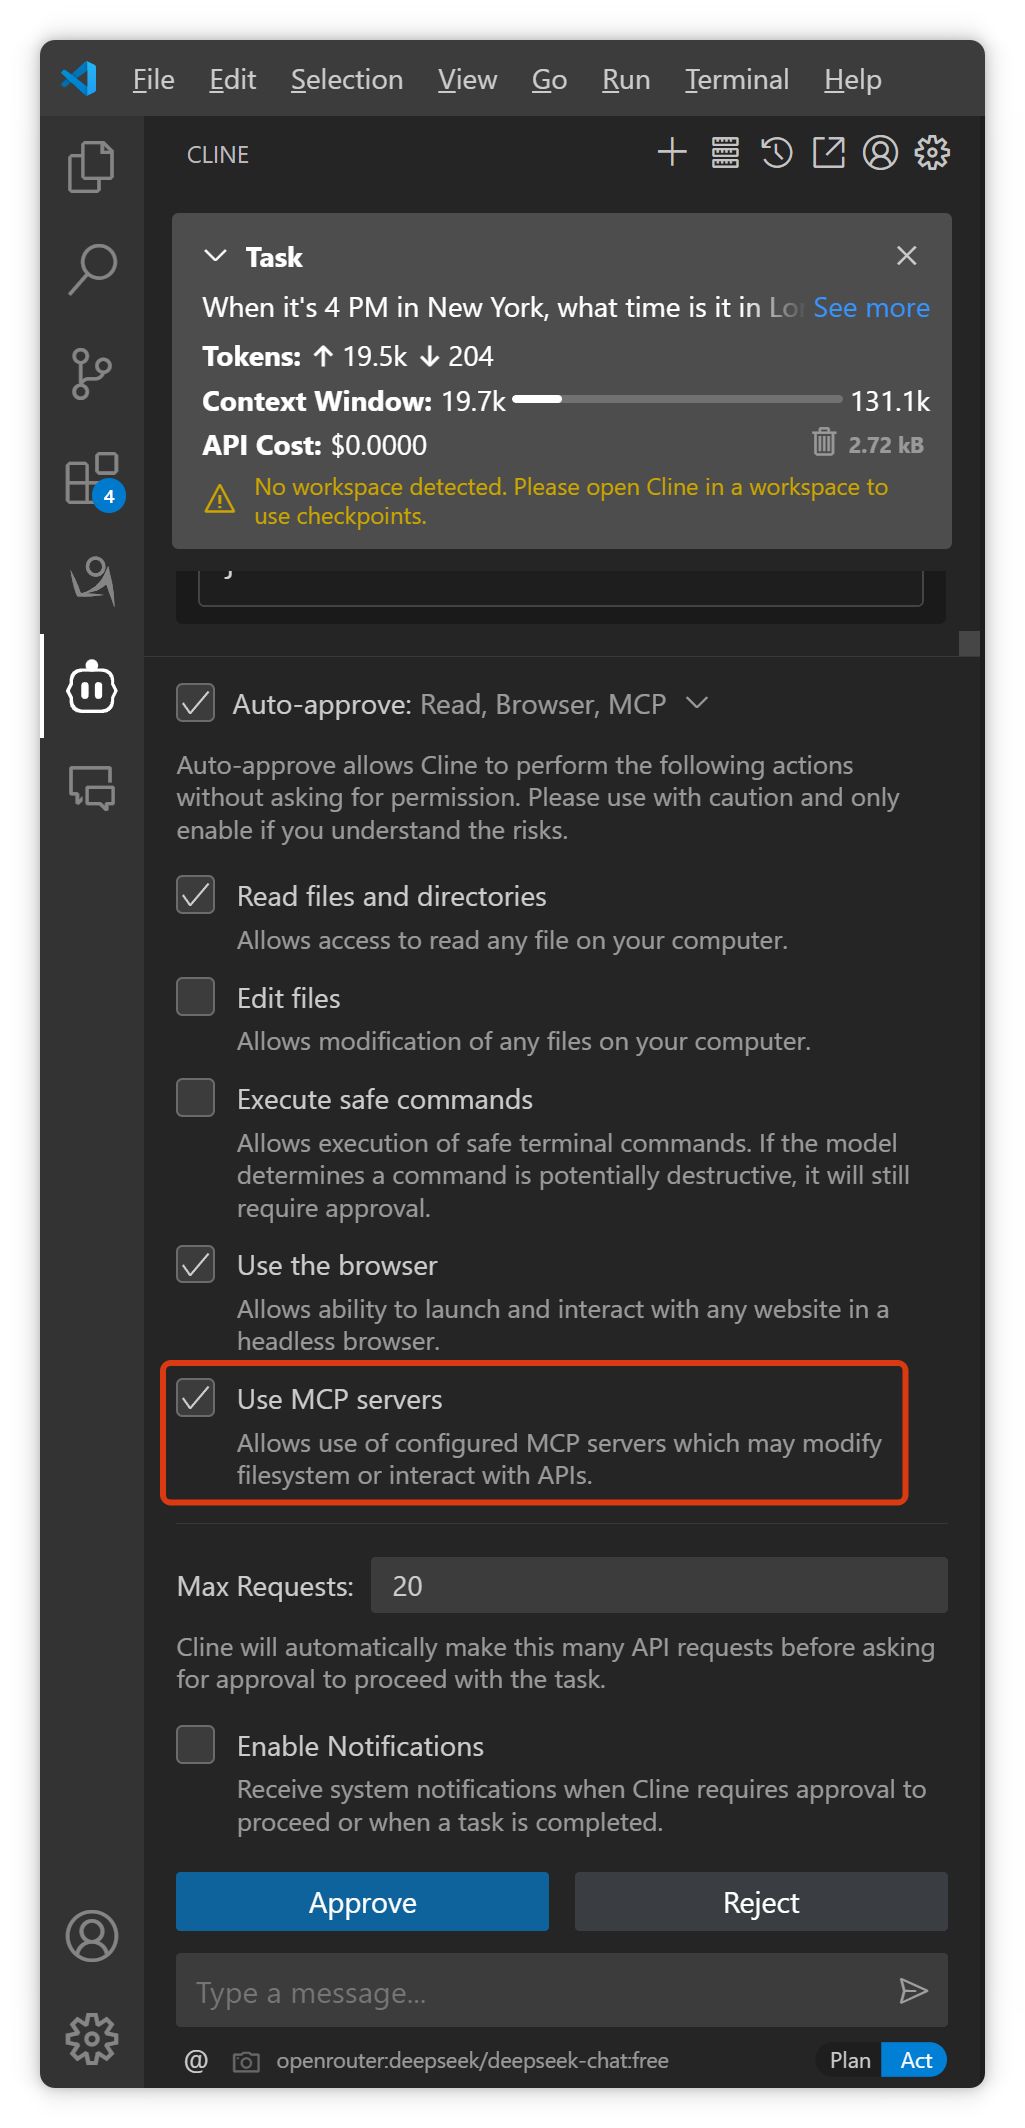 File Edit Selection View Go Run Terminal Help
CLINE
Task
When it's 4 PM in New York, what time is it in Lon See more
Tokens: ↑ 19.5k ↓ 204
Context Window: 19.7k 131.1k
API Cost: $0.0000 2.72 kB
No workspace detected. Please open Cline in a workspace to
use checkpoints.
4
Auto-approve: Read, Browser, MCP
Auto-approve allows Cline to perform the following actions
without asking for permission. Please use with caution and only
enable if you understand the risks.
Read files and directories
Allows access to read any file on your computer.
Edit files
Allows modification of any files on your computer.
Execute safe commands
Allows execution of safe terminal commands. If the model
determines a command is potentially destructive, it will still
require approval.
Use the browser
Allows ability to launch and interact with any website in a
headless browser.
Use MCP servers
Allows use of configured MCP servers which may modify
filesystem or interact with APIs.
Max Requests: 20
Cline will automatically make this many API requests before asking
for approval to proceed with the task.
Enable Notifications
Receive system notifications when Cline requires approval to
proceed or when a task is completed.
Approve Reject
Type a message...
@ openrouter:deepseek/deepseek-chat:free Plan Act